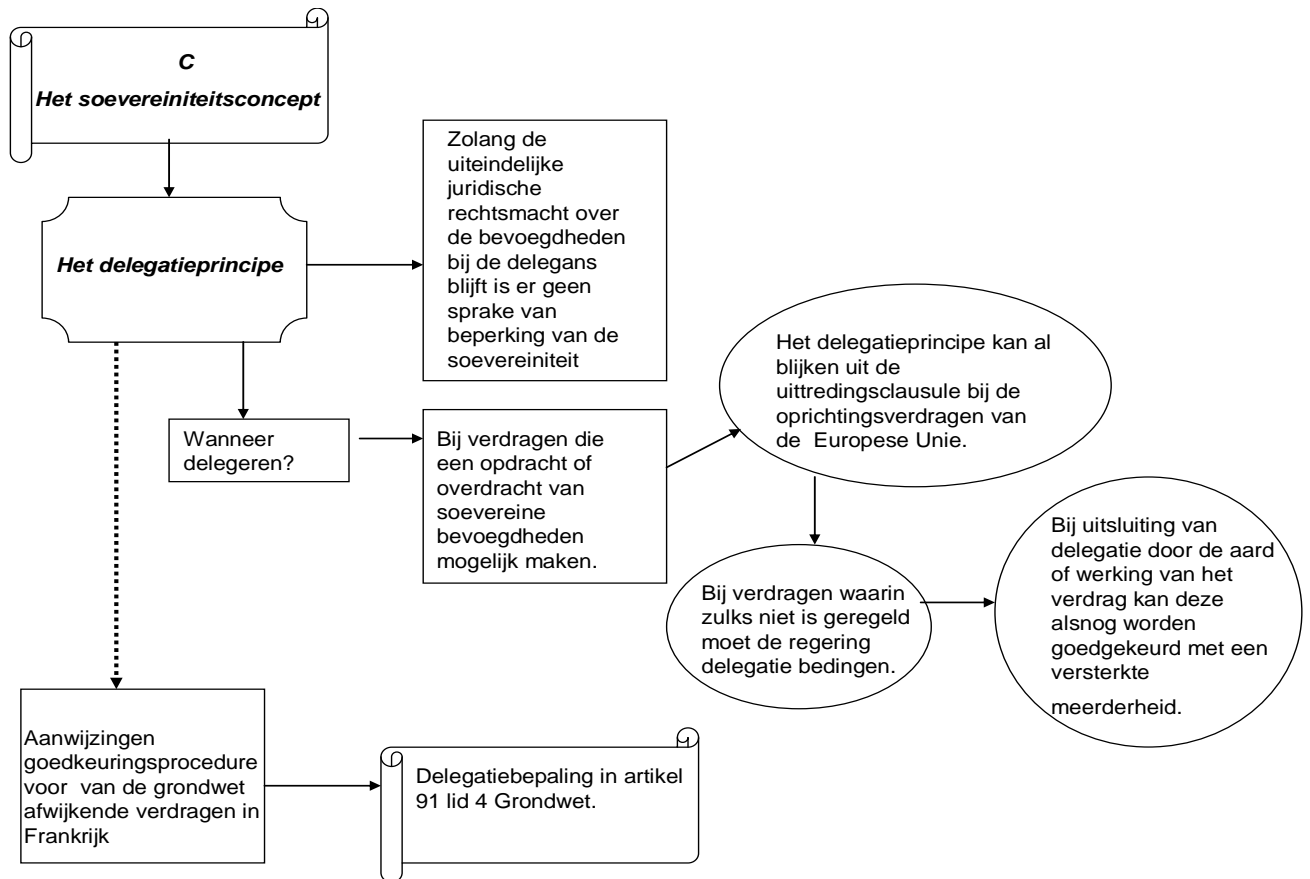 C
Het soevereiniteitsconcept
Het delegatieprincipe
Zolang de
uiteindelijke
juridische
rechtsmacht over
de bevoegdheden
bij de delegans
blijft is er geen
sprake van
beperking van de
soevereiniteit
Wanneer
delegeren?
Bij verdragen die
een opdracht of
overdracht van
soevereine
bevoegdheden
mogelijk maken.
Het delegatieprincipe kan al
blijken uit de
uittredingsclausule bij de
oprichtingsverdragen van
de Europese Unie.
Bij verdragen waarin
zulks niet is geregeld
moet de regering
delegatie bedingen.
Bij uitsluiting van
delegatie door de aard
of werking van het
verdrag kan deze
alsnog worden
goedgekeurd met een
versterkte
meerderheid.
Aanwijzingen
goedkeuringsprocedure
voor van de grondwet
afwijkende verdragen in
Frankrijk
Delegatiebepaling in artikel
91 lid 4 Grondwet.